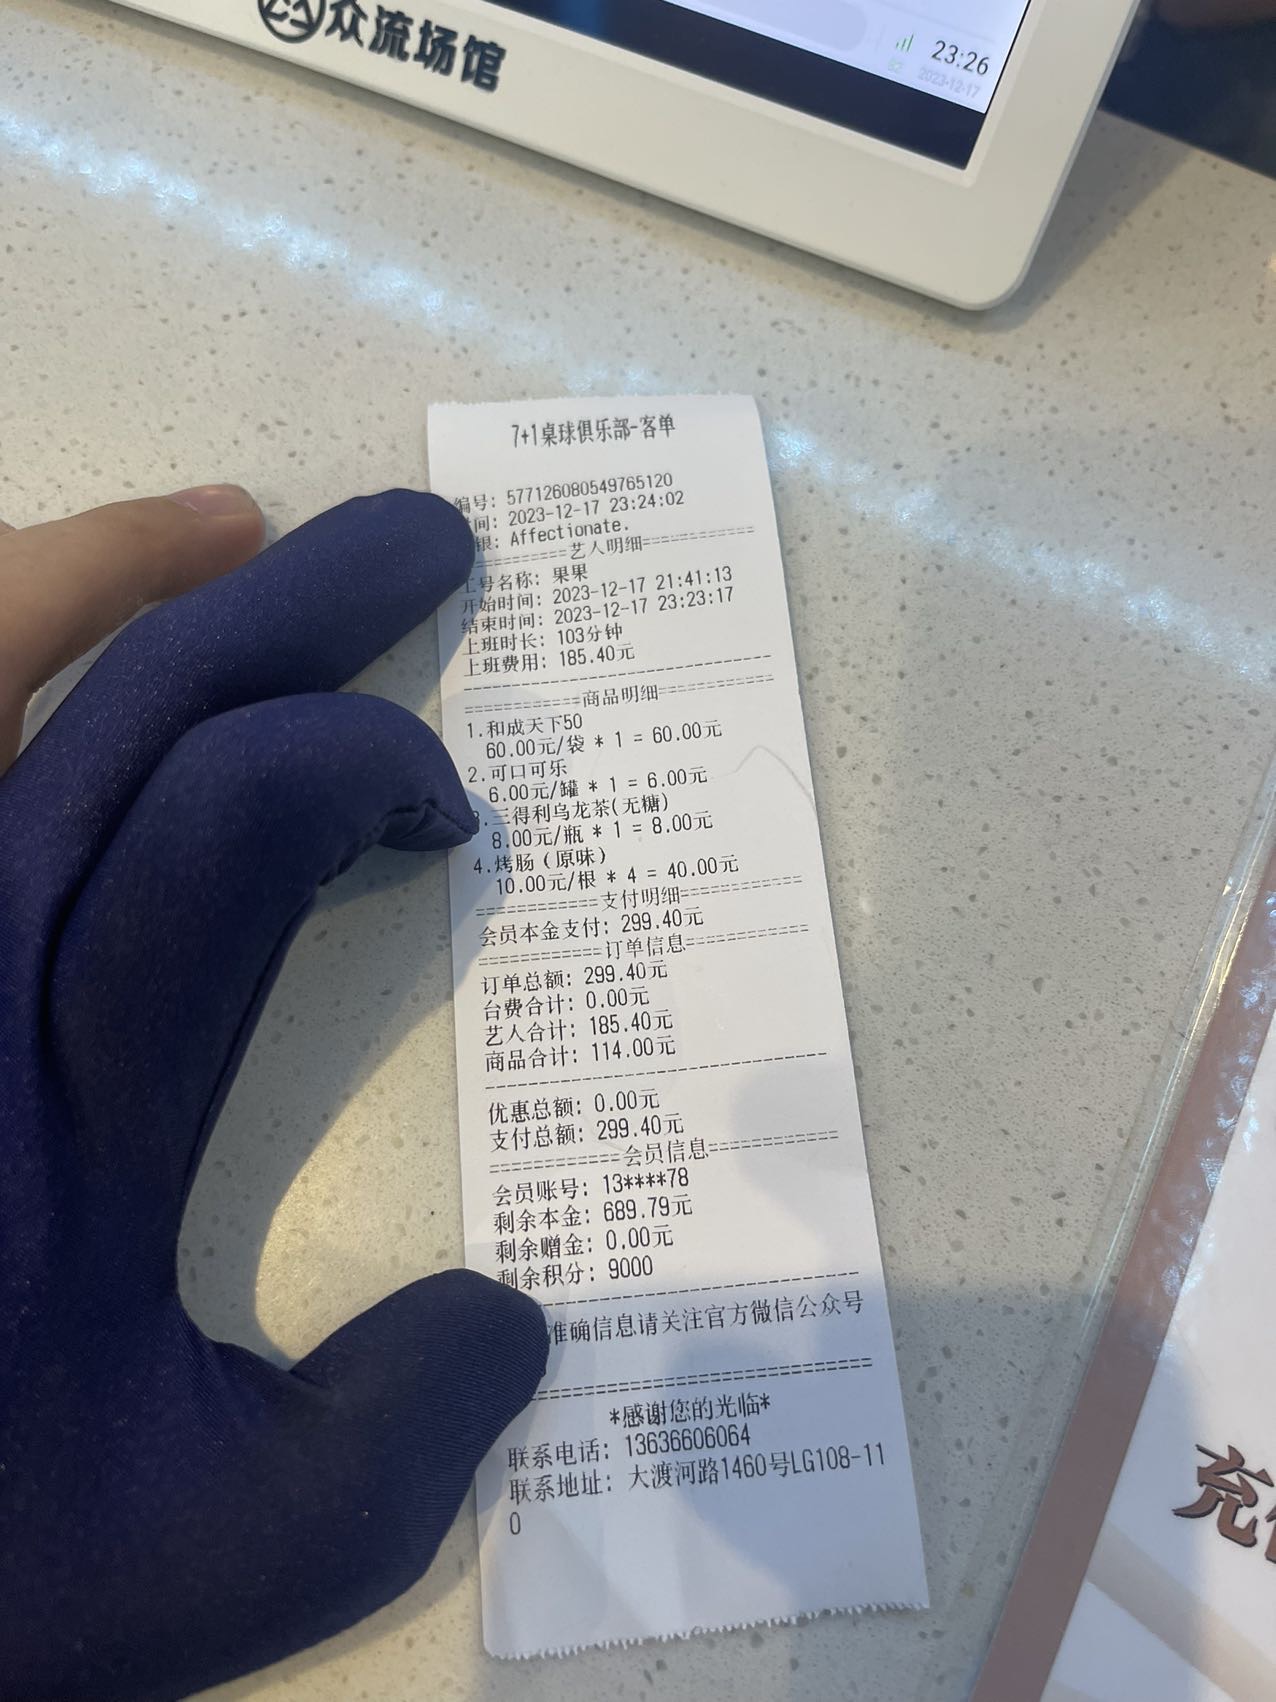 众流场馆
23:26
2023-12-17
7+1桌球俱乐部-客单
编号: 577126080549765120
间: 2023-12-17 23:24:02
银: Affectionate.
==========艺人明细============
工号名称: 果果
开始时间: 2023-12-17 21:41:13
结束时间: 2023-12-17 23:23:17
上班时长: 103分钟
上班费用: 185.40元
============商品明细============
1.和成天下50
60.00元/袋 * 1 = 60.00元
2.可口可乐
6.00元/罐 * 1 = 6.00元
3.三得利乌龙茶(无糖)
8.00元/瓶 * 1 = 8.00元
4.烤肠（原味）
10.00元/根 * 4 = 40.00元
============支付明细============
会员本金支付: 299.40元
============订单信息============
订单总额: 299.40元
台费合计: 0.00元
艺人合计: 185.40元
商品合计: 114.00元
优惠总额: 0.00元
支付总额: 299.40元
============会员信息============
会员账号: 13****78
剩余本金: 689.79元
剩余赠金: 0.00元
剩余积分: 9000
准确信息请关注官方微信公众号
*感谢您的光临*
联系电话: 13636606064
联系地址: 大渡河路1460号LG108-11
0
充